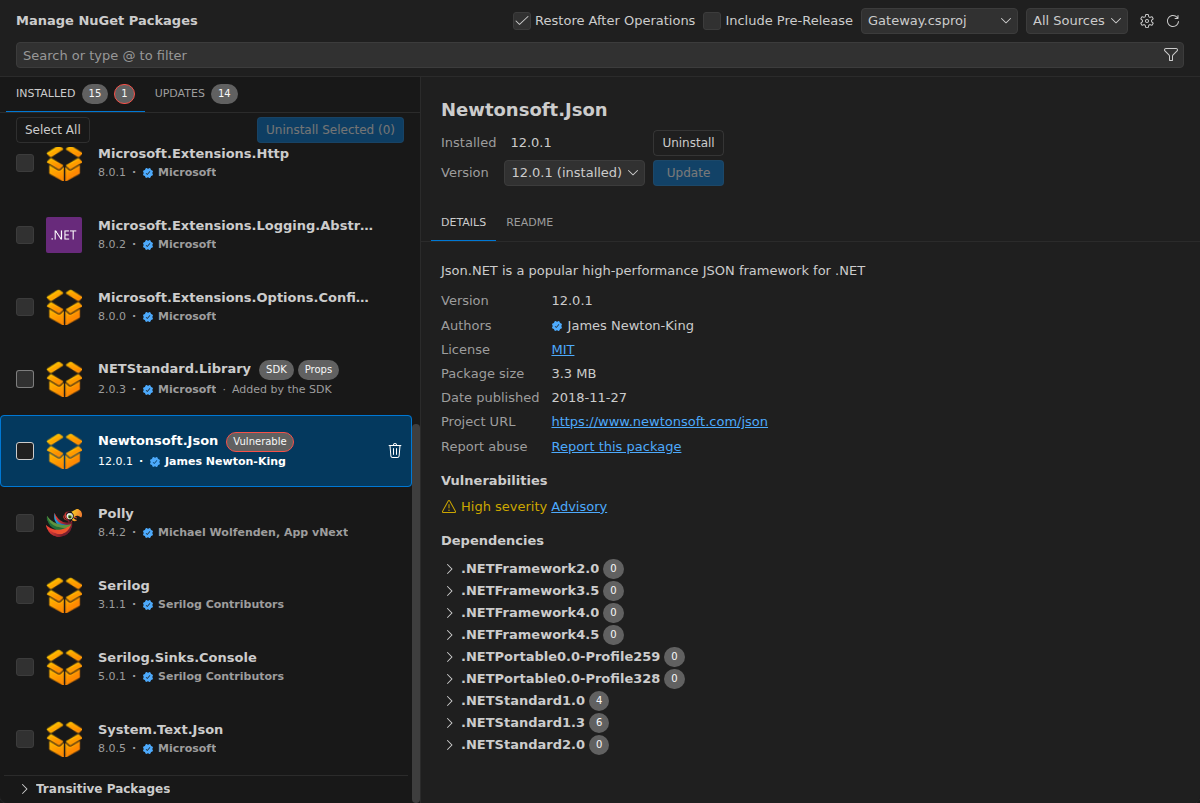 Manage NuGet Packages
Restore After Operations
Include Pre-Release
Gateway.csproj
All Sources
Search or type @ to filter
INSTALLED 15 1 UPDATES 14
Select All
Uninstall Selected (0)
Microsoft.Extensions.Http
8.0.1 · Microsoft
.NET
Microsoft.Extensions.Logging.Abstr…
8.0.2 · Microsoft
Microsoft.Extensions.Options.Confi…
8.0.0 · Microsoft
NETStandard.Library SDK Props
2.0.3 · Microsoft · Added by the SDK
Newtonsoft.Json Vulnerable
12.0.1 · James Newton-King
Polly
8.4.2 · Michael Wolfenden, App vNext
Serilog
3.1.1 · Serilog Contributors
Serilog.Sinks.Console
5.0.1 · Serilog Contributors
System.Text.Json
8.0.5 · Microsoft
Transitive Packages
Newtonsoft.Json
Installed 12.0.1 Uninstall
Version 12.0.1 (installed) Update
DETAILS README
Json.NET is a popular high-performance JSON framework for .NET
Version 12.0.1
Authors James Newton-King
License MIT
Package size 3.3 MB
Date published 2018-11-27
Project URL https://www.newtonsoft.com/json
Report abuse Report this package
Vulnerabilities
High severity Advisory
Dependencies
.NETFramework2.0 0
.NETFramework3.5 0
.NETFramework4.0 0
.NETFramework4.5 0
.NETPortable0.0-Profile259 0
.NETPortable0.0-Profile328 0
.NETStandard1.0 4
.NETStandard1.3 6
.NETStandard2.0 0